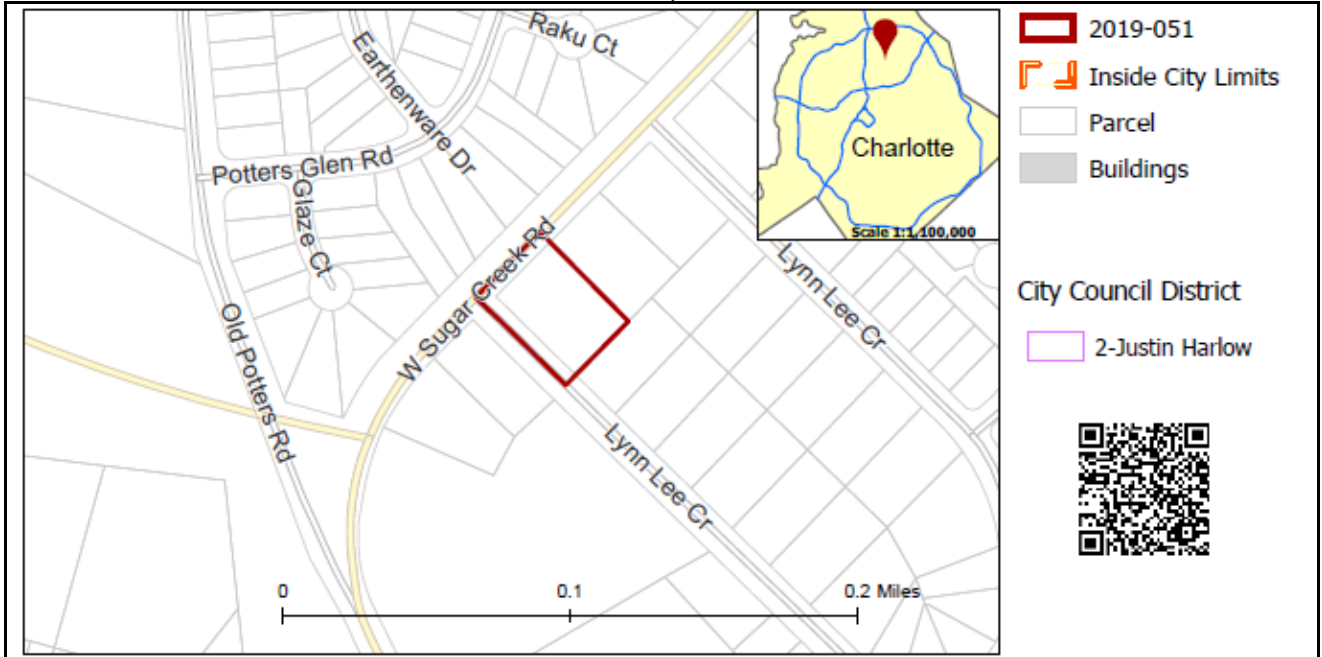 Raku Ct
Earthenware Dr
Potters Glen Rd
Glaze Ct
W Sugar Creek Rd
Old Potters Rd
Lynn Lee Cr
Lynn Lee Cr
0 0.1 0.2 Miles
Charlotte
Scale 1:1,100,000
2019-051
Inside City Limits
Parcel
Buildings
City Council District
2-Justin Harlow